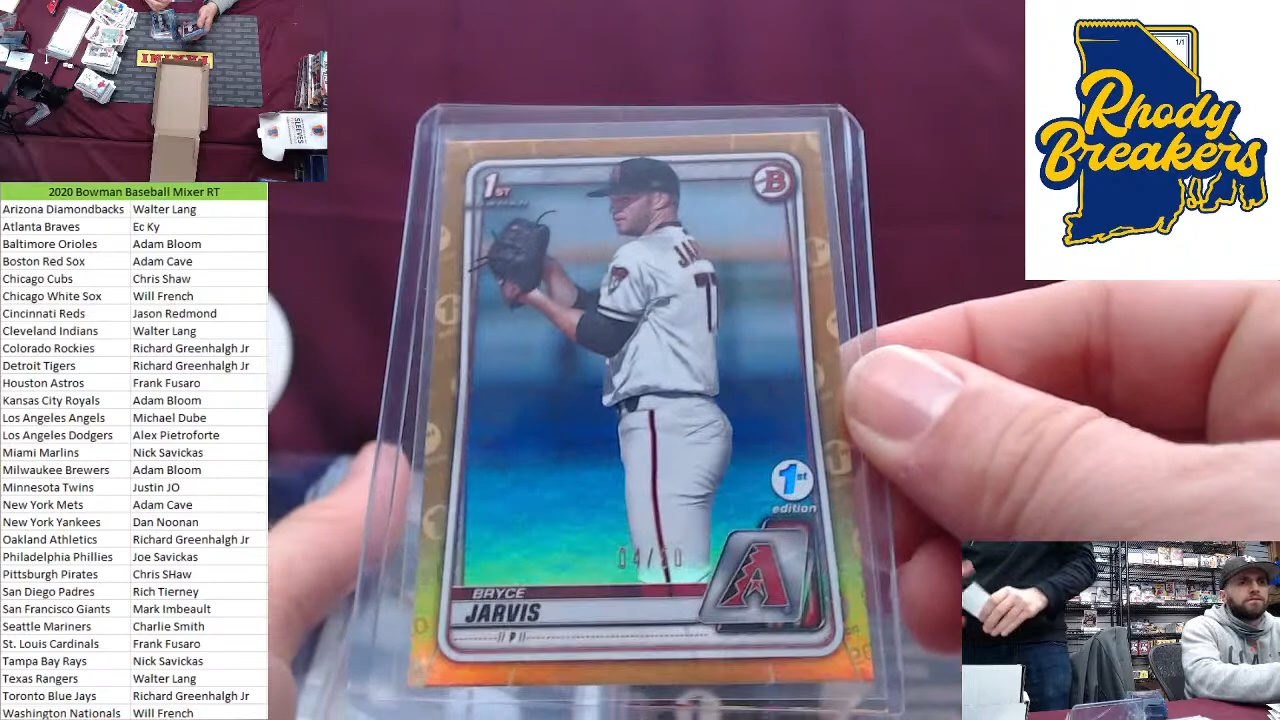 PANINI
SLEEVES
2020 Bowman Baseball Mixer RT
Arizona Diamondbacks Walter Lang
Atlanta Braves Ec Ky
Baltimore Orioles Adam Bloom
Boston Red Sox Adam Cave
Chicago Cubs Chris Shaw
Chicago White Sox Will French
Cincinnati Reds Jason Redmond
Cleveland Indians Walter Lang
Colorado Rockies Richard Greenhalgh Jr
Detroit Tigers Richard Greenhalgh Jr
Houston Astros Frank Fusaro
Kansas City Royals Adam Bloom
Los Angeles Angels Michael Dube
Los Angeles Dodgers Alex Pietroforte
Miami Marlins Nick Savickas
Milwaukee Brewers Adam Bloom
Minnesota Twins Justin JO
New York Mets Adam Cave
New York Yankees Dan Noonan
Oakland Athletics Richard Greenhalgh Jr
Philadelphia Phillies Joe Savickas
Pittsburgh Pirates Chris SHaw
San Diego Padres Rich Tierney
San Francisco Giants Mark Imbeault
Seattle Mariners Charlie Smith
St. Louis Cardinals Frank Fusaro
Tampa Bay Rays Nick Savickas
Texas Rangers Walter Lang
Toronto Blue Jays Richard Greenhalgh Jr
Washington Nationals Will French
1ST
B
JA
7
1st
edition
A
BRYCE
JARVIS
P
1/1
Rhody
Breakers